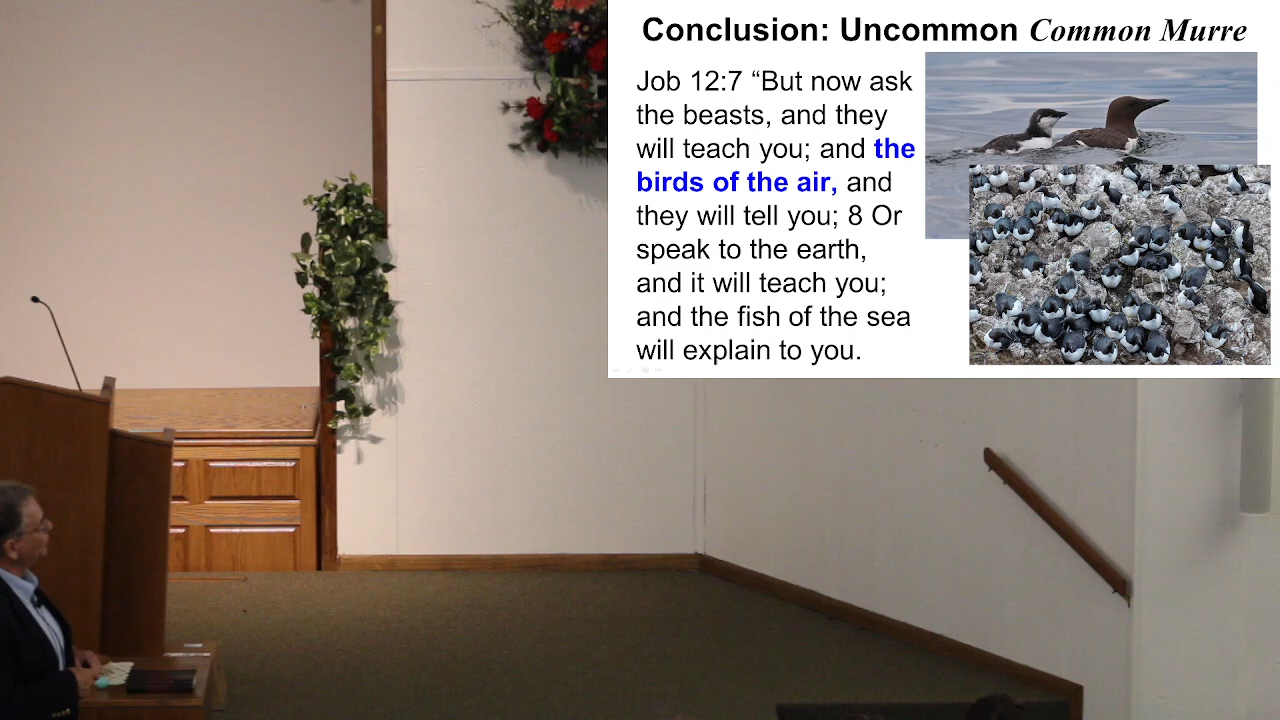 Conclusion: Uncommon Common Murre
Job 12:7 “But now ask
the beasts, and they
will teach you; and the
birds of the air, and
they will tell you; 8 Or
speak to the earth,
and it will teach you;
and the fish of the sea
will explain to you.